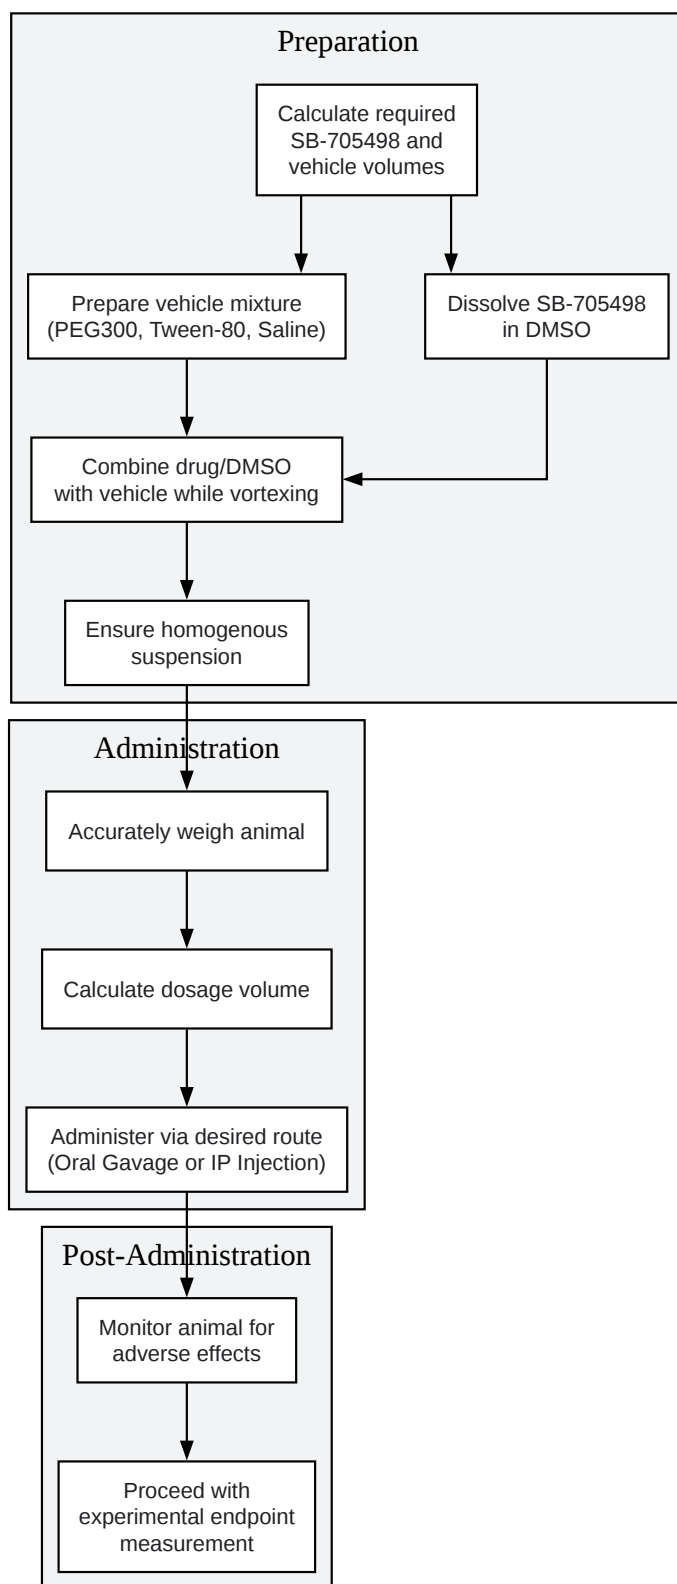 Preparation
Calculate required
SB-705498 and
vehicle volumes
Prepare vehicle mixture
(PEG300, Tween-80, Saline)
Dissolve SB-705498
in DMSO
Combine drug/DMSO
with vehicle while vortexing
Ensure homogenous
suspension
Administration
Accurately weigh animal
Calculate dosage volume
Administer via desired route
(Oral Gavage or IP Injection)
Post-Administration
Monitor animal for
adverse effects
Proceed with
experimental endpoint
measurement